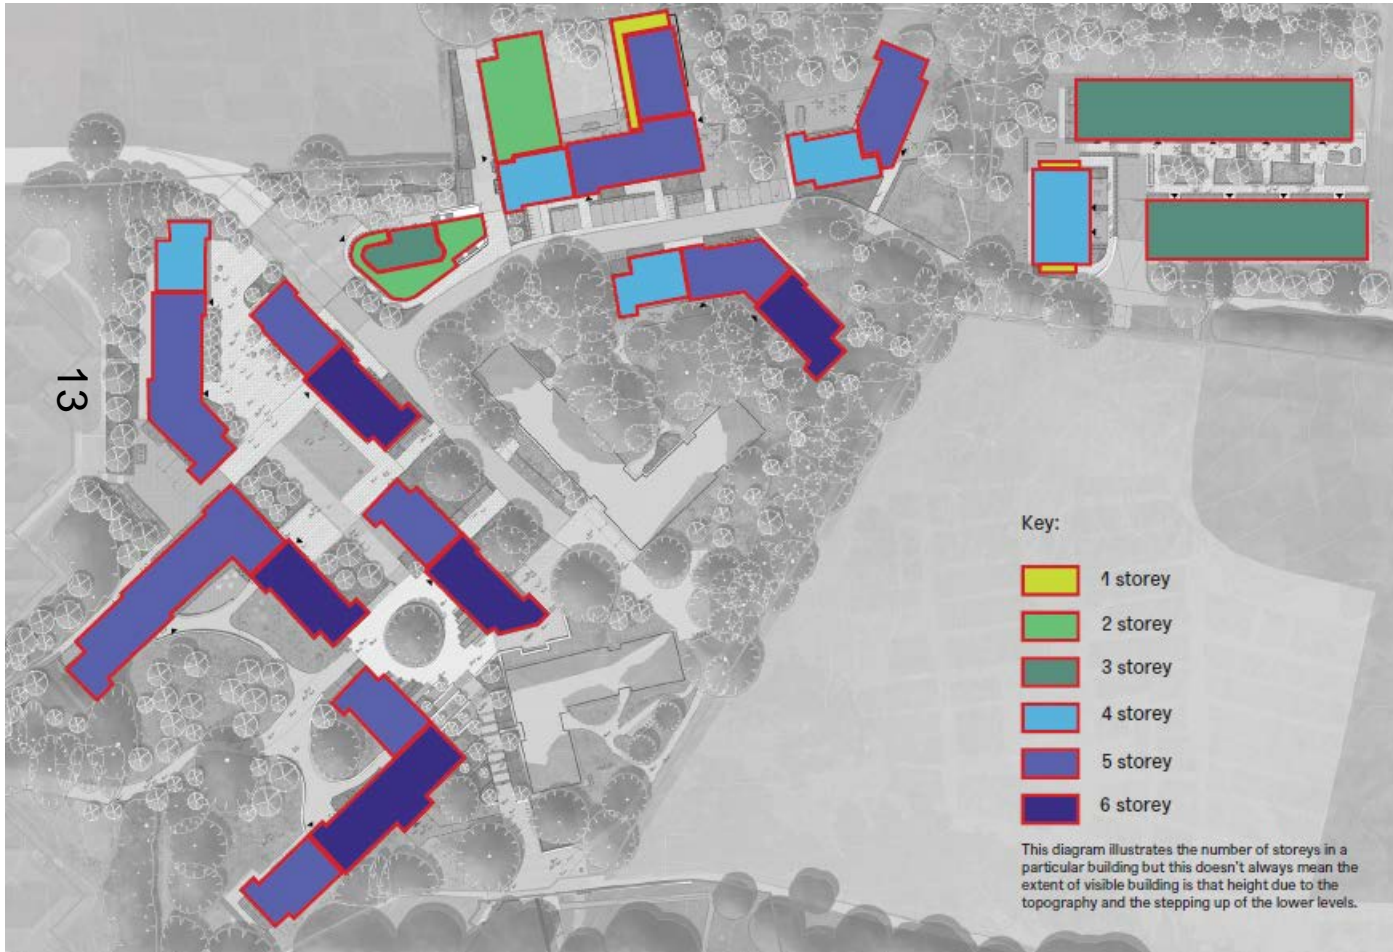 13
Key:
1 storey
2 storey
3 storey
4 storey
5 storey
6 storey
This diagram illustrates the number of storeys in a
particular building but this doesn't always mean the
extent of visible building is that height due to the
topography and the stepping up of the lower levels.